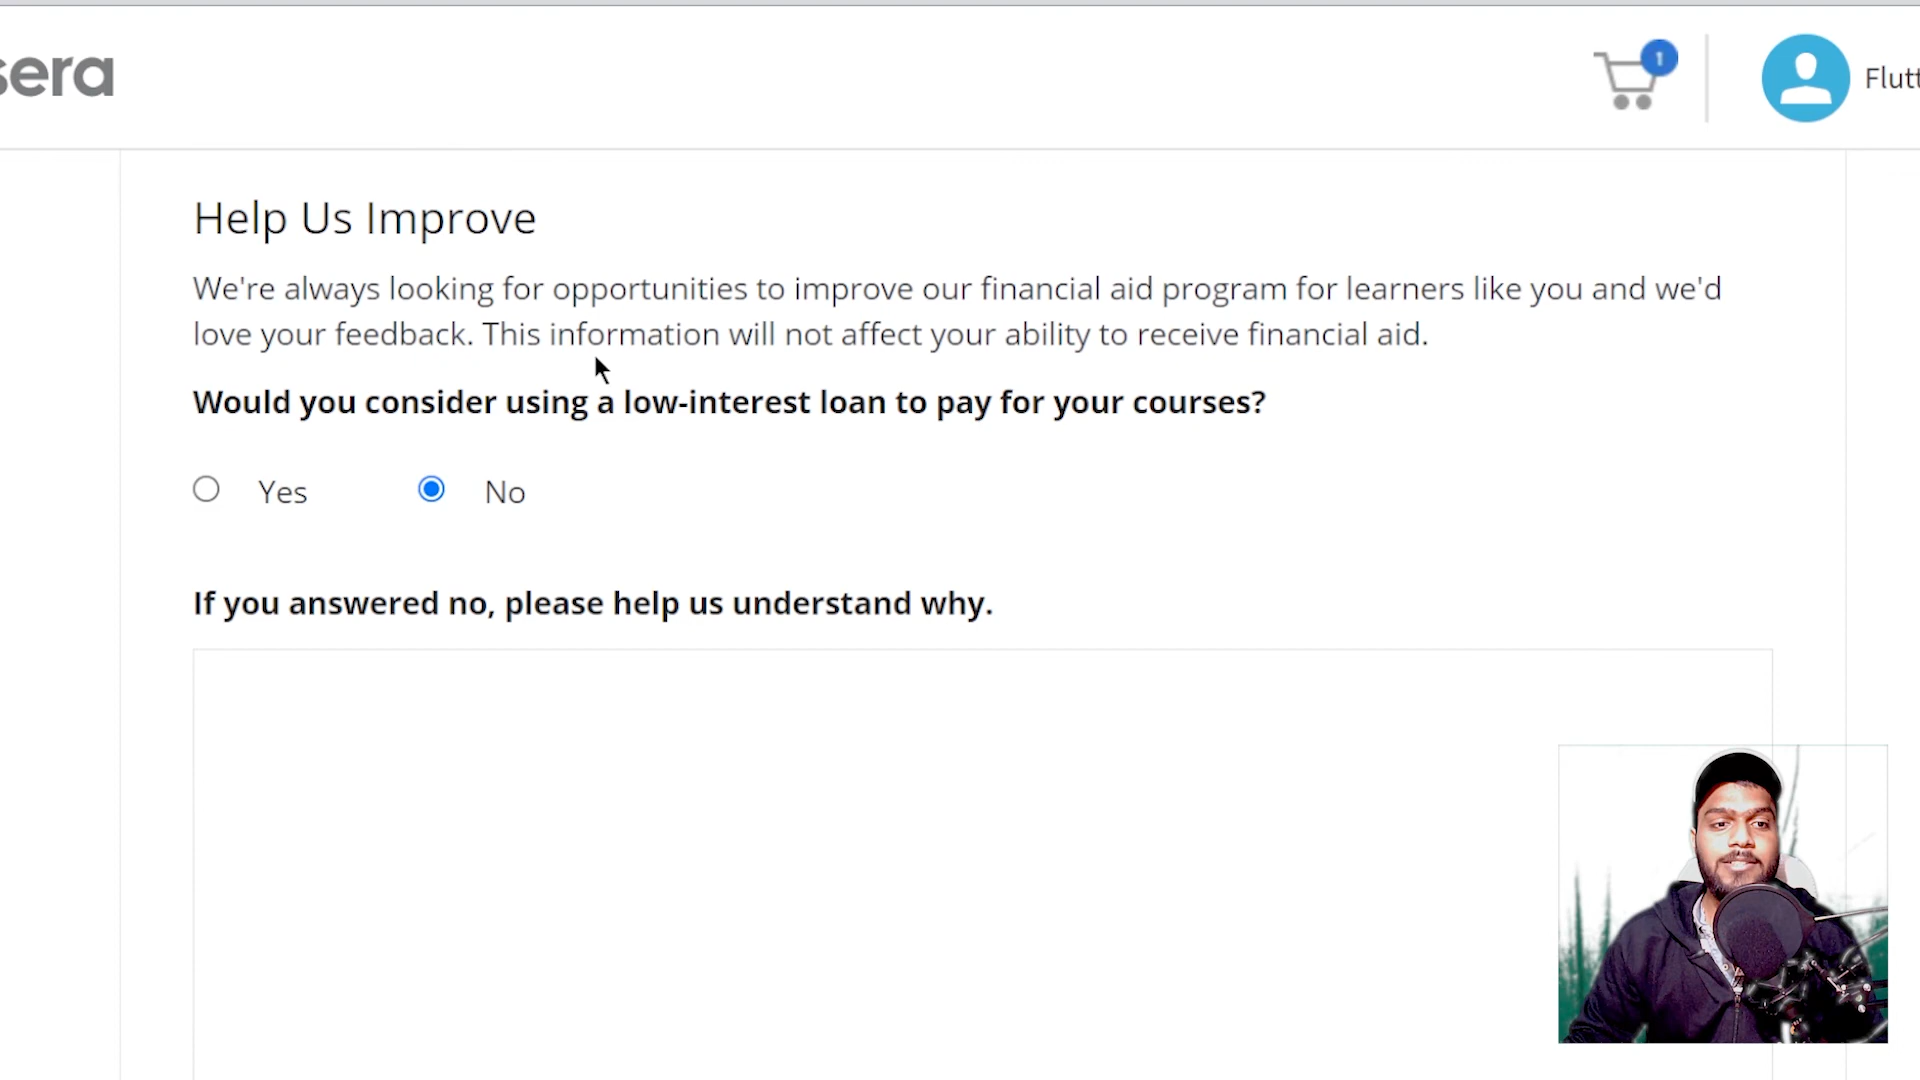 sera
1
Flutt
Help Us Improve
We're always looking for opportunities to improve our financial aid program for learners like you and we'd
love your feedback. This information will not affect your ability to receive financial aid.
Would you consider using a low-interest loan to pay for your courses?
Yes
No
If you answered no, please help us understand why.